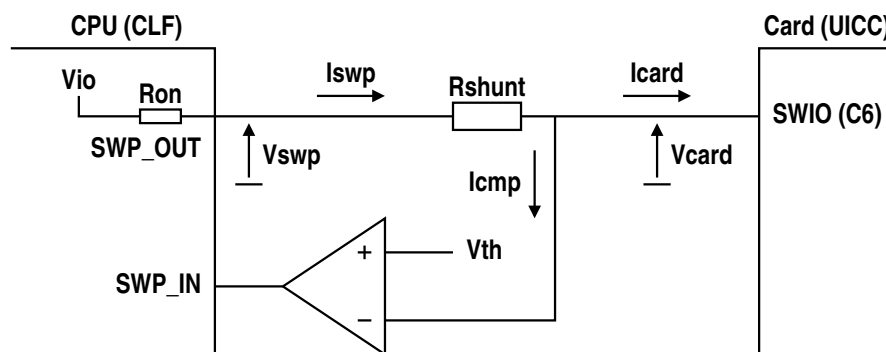 CPU (CLF)
Card (UICC)
Vio
Ron
Iswp
Rshunt
Icard
SWIO (C6)
SWP_OUT
Vswp
Icmp
Vcard
+
Vth
SWP_IN
−